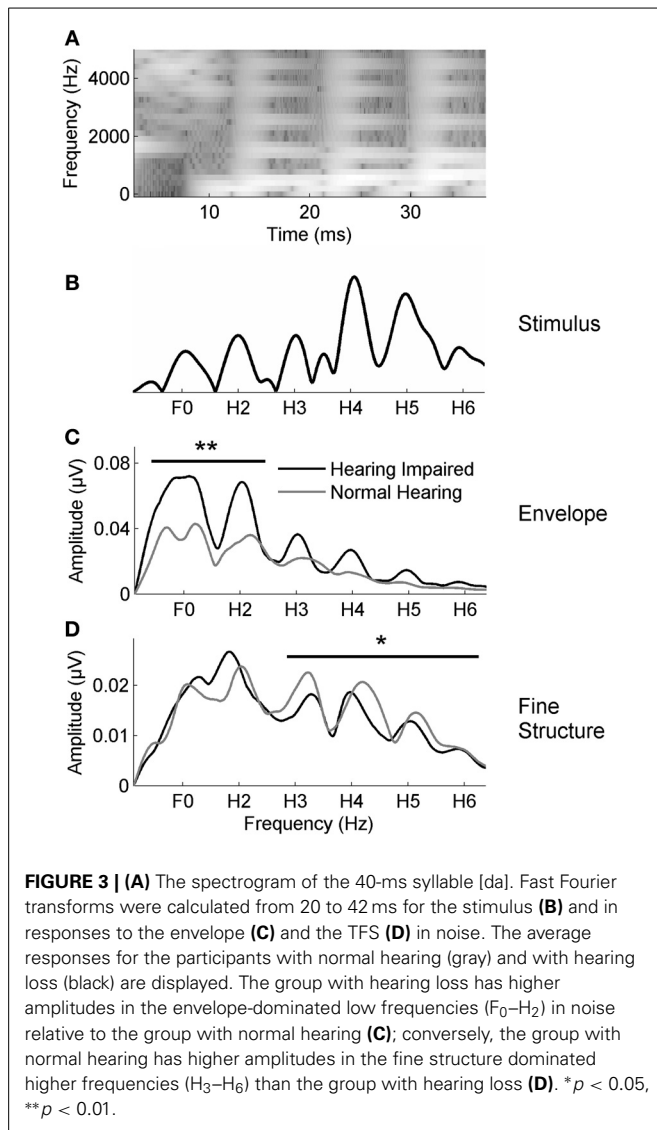 A
4000
2000
0
Frequency (Hz)
10 20 30
Time (ms)
B
Stimulus
F0 H2 H3 H4 H5 H6
C
**
0.08
0.04
0
Amplitude (µV)
Hearing Impaired
Normal Hearing
Envelope
F0 H2 H3 H4 H5 H6
D
*
0.02
0.01
0
Amplitude (µV)
Fine
Structure
F0 H2 H3 H4 H5 H6
Frequency (Hz)
FIGURE 3 | (A) The spectrogram of the 40-ms syllable [da]. Fast Fourier
transforms were calculated from 20 to 42 ms for the stimulus (B) and in
responses to the envelope (C) and the TFS (D) in noise. The average
responses for the participants with normal hearing (gray) and with hearing
loss (black) are displayed. The group with hearing loss has higher
amplitudes in the envelope-dominated low frequencies (F₀–H₂) in noise
relative to the group with normal hearing (C); conversely, the group with
normal hearing has higher amplitudes in the fine structure dominated
higher frequencies (H₃–H₆) than the group with hearing loss (D). *p < 0.05,
**p < 0.01.